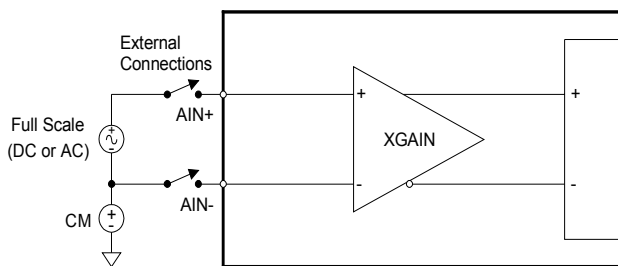 External
Connections
AIN+
Full Scale
(DC or AC)
+
-
AIN-
CM
+
-
+
XGAIN
-
+
-